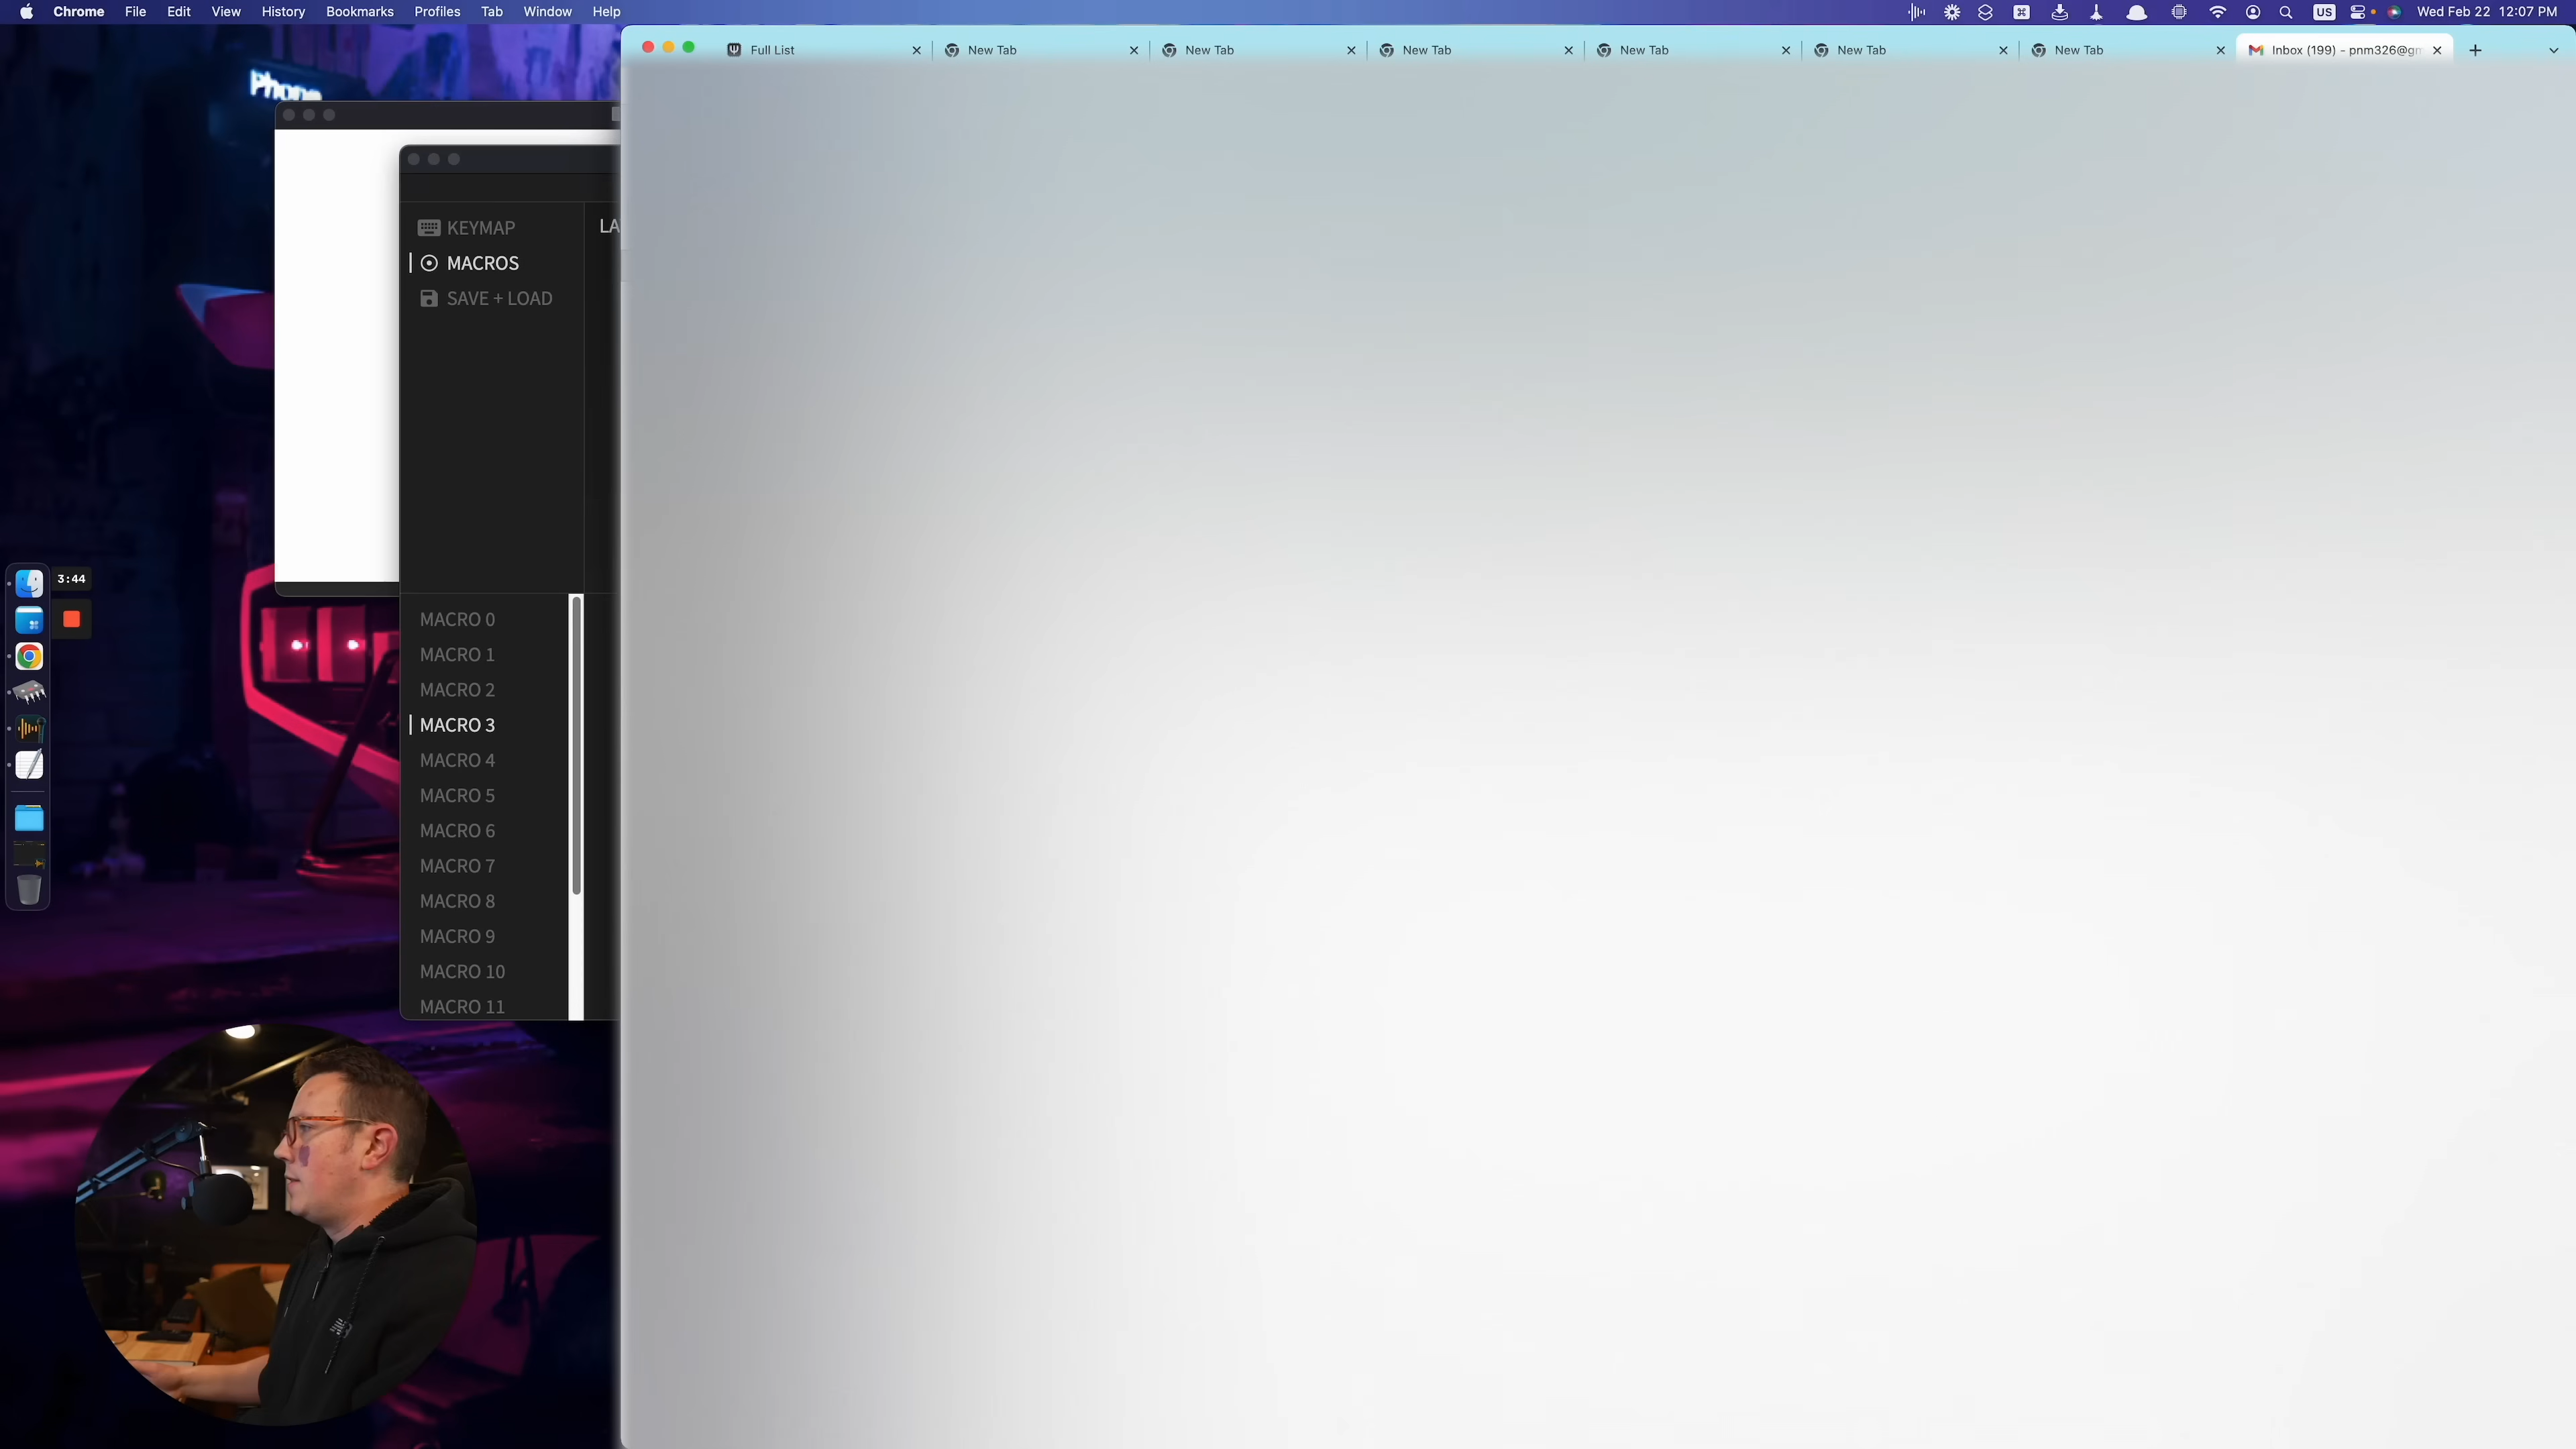 Chrome File Edit View History Bookmarks Profiles Tab Window Help
US Wed Feb 22 12:07 PM
Full List
New Tab
New Tab
New Tab
New Tab
New Tab
New Tab
Inbox (199) - pnm326@gm
Phone
KEYMAP
LA
MACROS
SAVE + LOAD
3:44
MACRO 0
MACRO 1
MACRO 2
MACRO 3
MACRO 4
MACRO 5
MACRO 6
MACRO 7
MACRO 8
MACRO 9
MACRO 10
MACRO 11